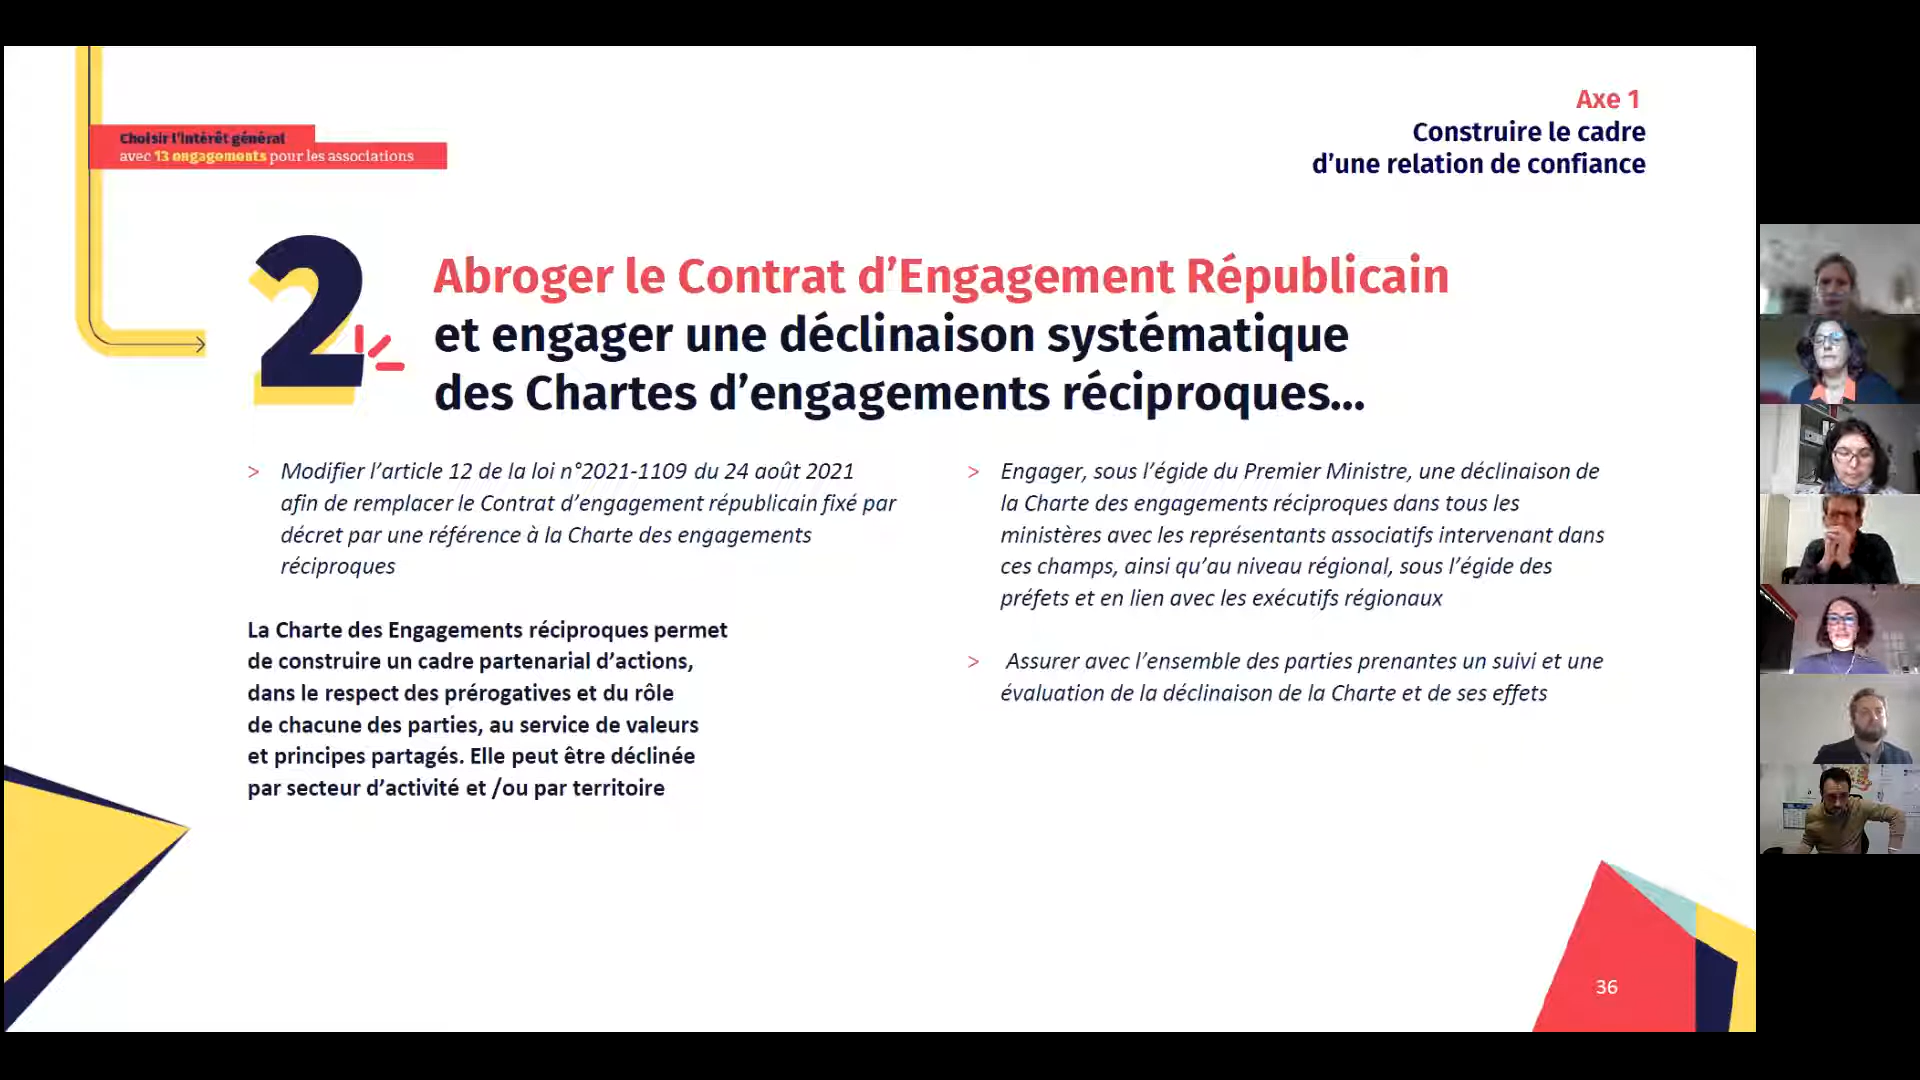 Axe 1
Construire le cadre
d’une relation de confiance
Choisir l’intérêt général
avec 13 engagements pour les associations
2
Abroger le Contrat d’Engagement Républicain
et engager une déclinaison systématique
des Chartes d’engagements réciproques...
> Modifier l’article 12 de la loi n°2021-1109 du 24 août 2021
afin de remplacer le Contrat d’engagement républicain fixé par
décret par une référence à la Charte des engagements
réciproques
La Charte des Engagements réciproques permet
de construire un cadre partenarial d’actions,
dans le respect des prérogatives et du rôle
de chacune des parties, au service de valeurs
et principes partagés. Elle peut être déclinée
par secteur d’activité et /ou par territoire
> Engager, sous l’égide du Premier Ministre, une déclinaison de
la Charte des engagements réciproques dans tous les
ministères avec les représentants associatifs intervenant dans
ces champs, ainsi qu’au niveau régional, sous l’égide des
préfets et en lien avec les exécutifs régionaux
> Assurer avec l’ensemble des parties prenantes un suivi et une
évaluation de la déclinaison de la Charte et de ses effets
36